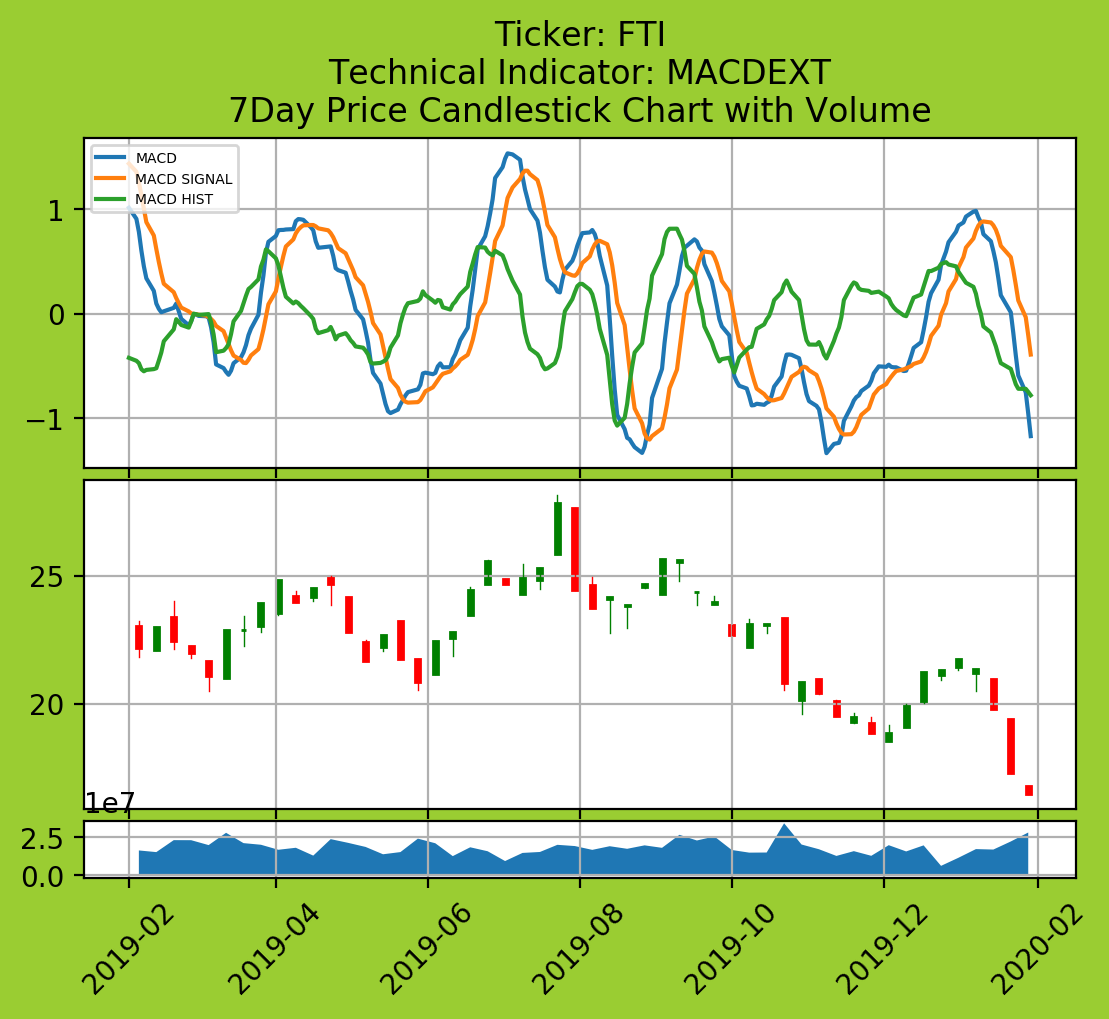 Ticker: FTI
Technical Indicator: MACDEXT
7Day Price Candlestick Chart with Volume
MACD
MACD SIGNAL
MACD HIST
1
0
−1
25
20
1e7
2.5
0.0
2019-02
2019-04
2019-06
2019-08
2019-10
2019-12
2020-02